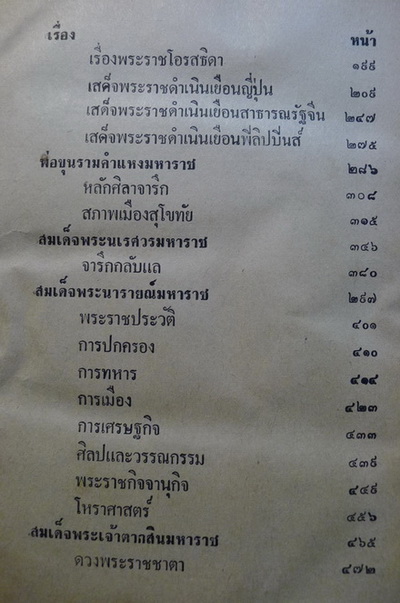 เรื่อง หน้า
เรื่องพระราชโอรสธิดา ๑๙๙
เสด็จพระราชดำเนินเยือนญี่ปุ่น ๒๐๙
เสด็จพระราชดำเนินเยือนสาธารณรัฐจีน ๒๔๗
เสด็จพระราชดำเนินเยือนฟิลิปปินส์ ๒๗๕
พ่อขุนรามคำแหงมหาราช ๒๘๖
หลักศิลาจารึก ๓๐๘
สภาพเมืองสุโขทัย ๓๑๕
สมเด็จพระนเรศวรมหาราช ๓๔๖
จารึกกลับแล ๓๘๐
สมเด็จพระนารายณ์มหาราช ๒๙๗
พระราชประวัติ ๔๐๑
การปกครอง ๔๑๐
การทหาร ๔๑๔
การเมือง ๔๒๓
การเศรษฐกิจ ๔๓๓
ศิลปและวรรณกรรม ๔๓๙
พระราชกิจจานุกิจ ๔๔๙
โหราศาสตร์ ๔๕๖
สมเด็จพระเจ้าตากสินมหาราช ๔๖๕
ดวงพระราชชาตา ๔๗๒